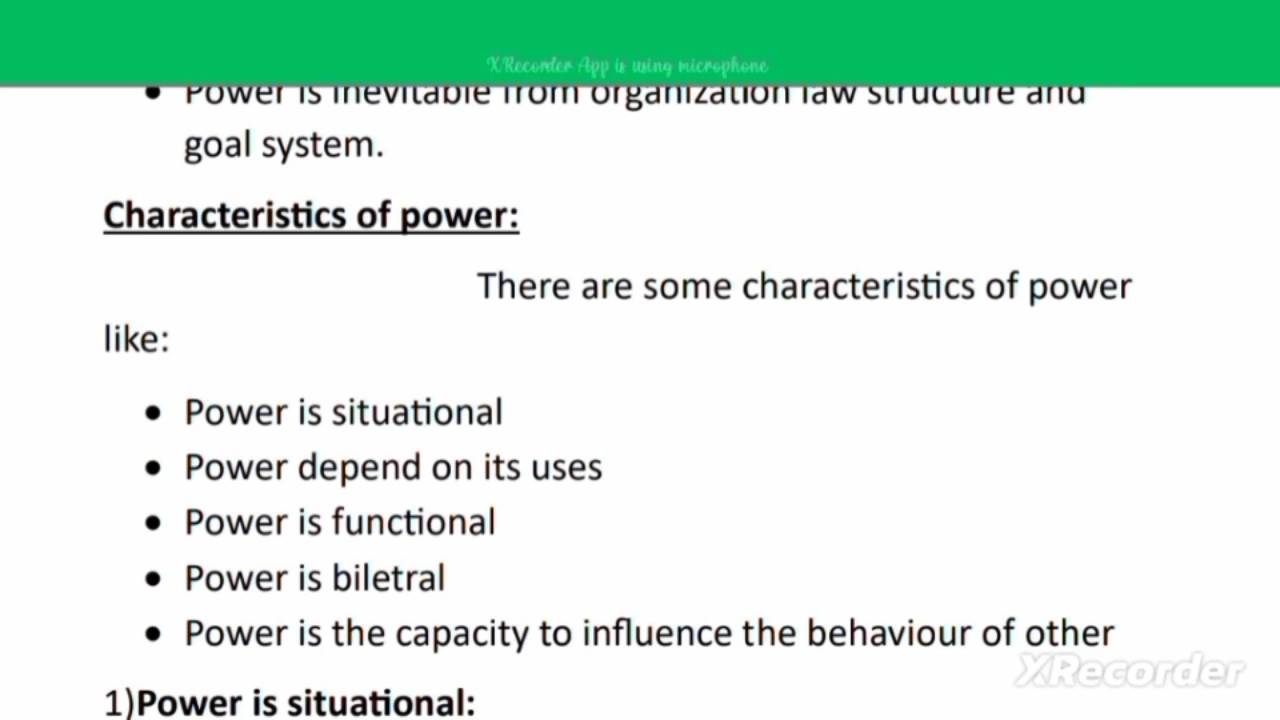 XRecorder App is using microphone
• Power is inevitable from organization law structure and
goal system.
Characteristics of power:
There are some characteristics of power
like:
• Power is situational
• Power depend on its uses
• Power is functional
• Power is biletral
• Power is the capacity to influence the behaviour of other
XRecorder
1)Power is situational: